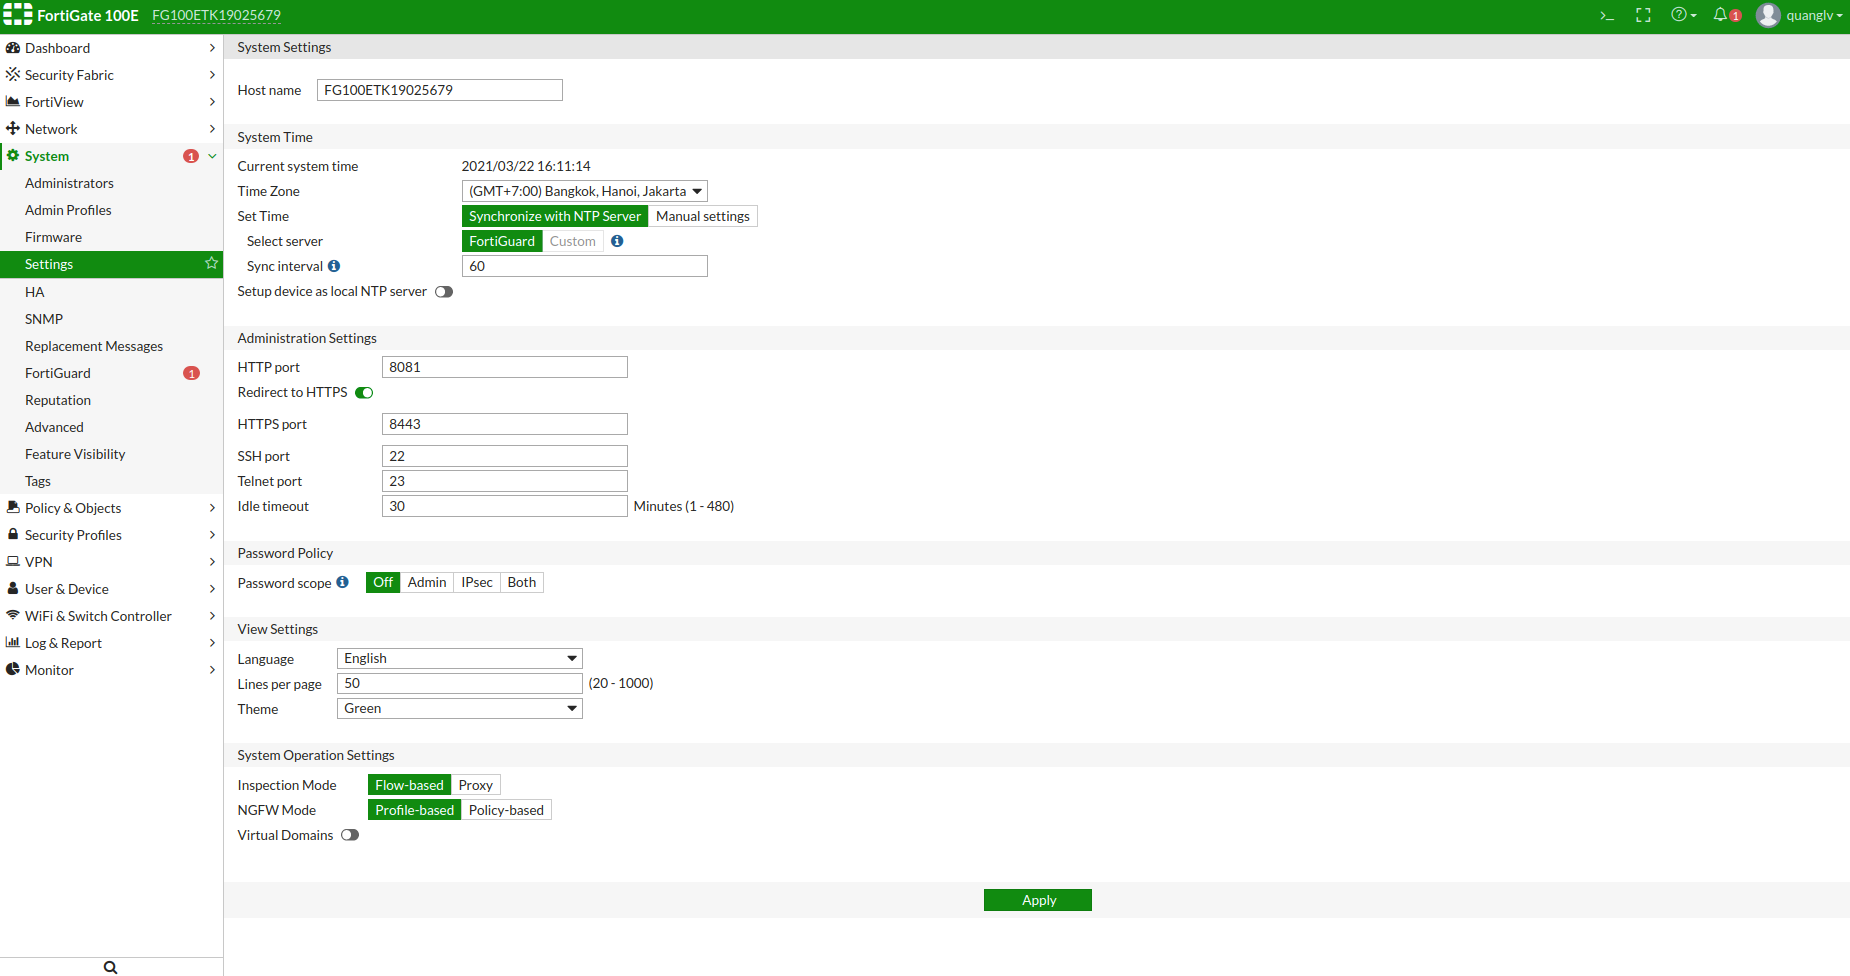 FortiGate 100E FG100ETK19025679 1 quanglv
Dashboard
Security Fabric
FortiView
Network
System 1
Administrators
Admin Profiles
Firmware
Settings
HA
SNMP
Replacement Messages
FortiGuard 1
Reputation
Advanced
Feature Visibility
Tags
Policy & Objects
Security Profiles
VPN
User & Device
WiFi & Switch Controller
Log & Report
Monitor
System Settings
Host name FG100ETK19025679
System Time
Current system time 2021/03/22 16:11:14
Time Zone (GMT+7:00) Bangkok, Hanoi, Jakarta
Set Time Synchronize with NTP Server Manual settings
Select server FortiGuard Custom
Sync interval 60
Setup device as local NTP server
Administration Settings
HTTP port 8081
Redirect to HTTPS
HTTPS port 8443
SSH port 22
Telnet port 23
Idle timeout 30 Minutes (1 - 480)
Password Policy
Password scope Off Admin IPsec Both
View Settings
Language English
Lines per page 50 (20 - 1000)
Theme Green
System Operation Settings
Inspection Mode Flow-based Proxy
NGFW Mode Profile-based Policy-based
Virtual Domains
Apply